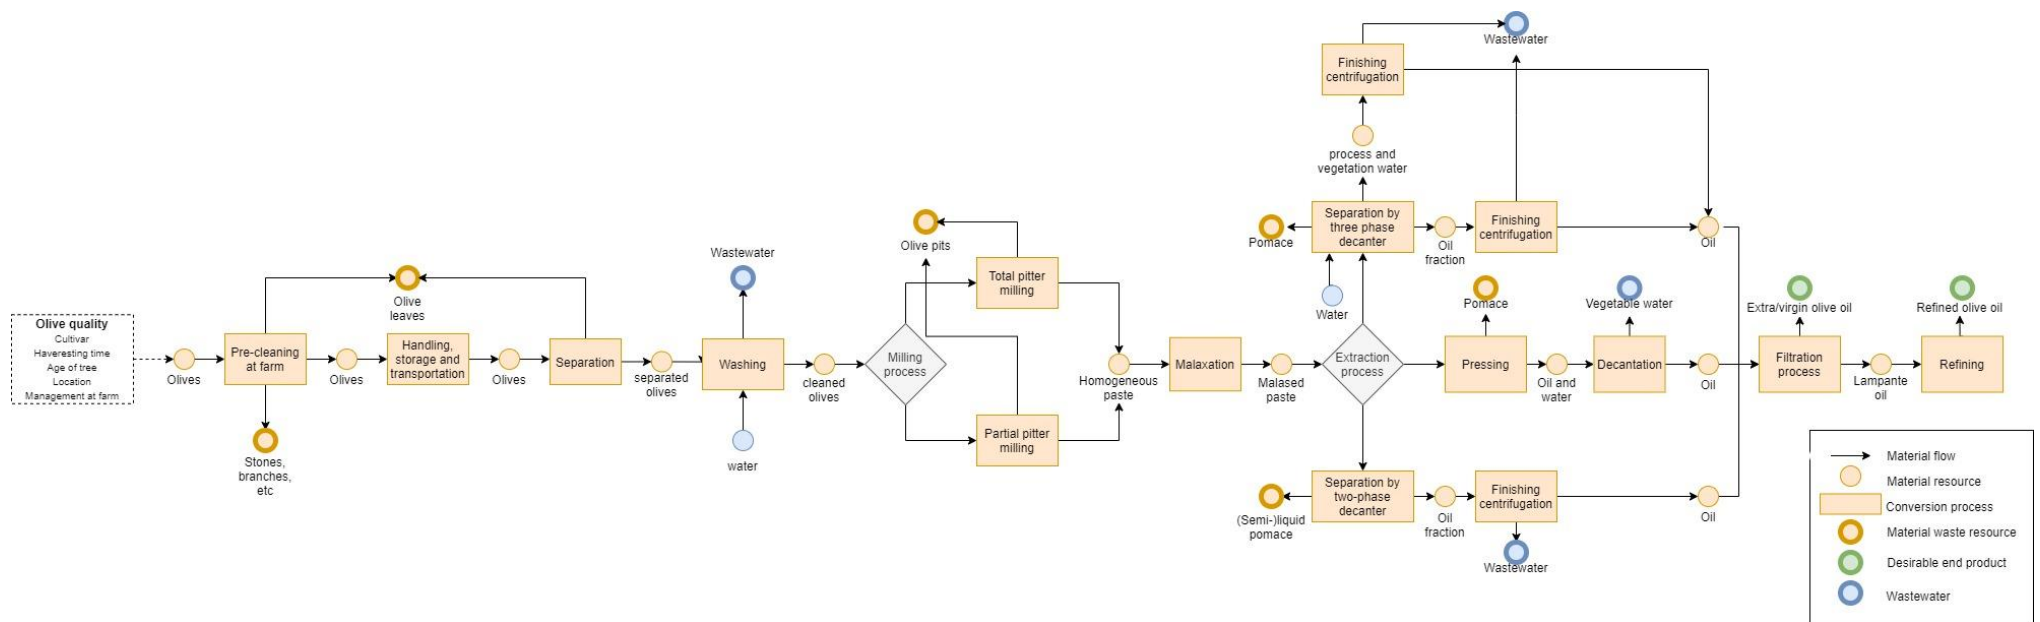 Wastewater
Finishing
centrifugation
process and
vegetation water
Separation by
three phase
decanter
Pomace
Oil
fraction
Finishing
centrifugation
Oil
Water
Olive pits
Total pitter
milling
Wastewater
Olive
leaves
Olive quality
Cultivar
Haveresting time
Age of tree
Location
Management at farm
Olives
Pre-cleaning
at farm
Olives
Handling,
storage and
transportation
Olives
Separation
separated
olives
Washing
cleaned
olives
Milling
process
Homogeneous
paste
Malaxation
Malased
paste
Extraction
process
Pomace
Pressing
Oil and
water
Vegetable water
Decantation
Oil
Extra/virgin olive oil
Filtration
process
Lampante
oil
Refined olive oil
Refining
Stones,
branches,
etc
water
Partial pitter
milling
Separation by
two-phase
decanter
(Semi-)liquid
pomace
Oil
fraction
Finishing
centrifugation
Oil
Wastewater
Material flow
Material resource
Conversion process
Material waste resource
Desirable end product
Wastewater